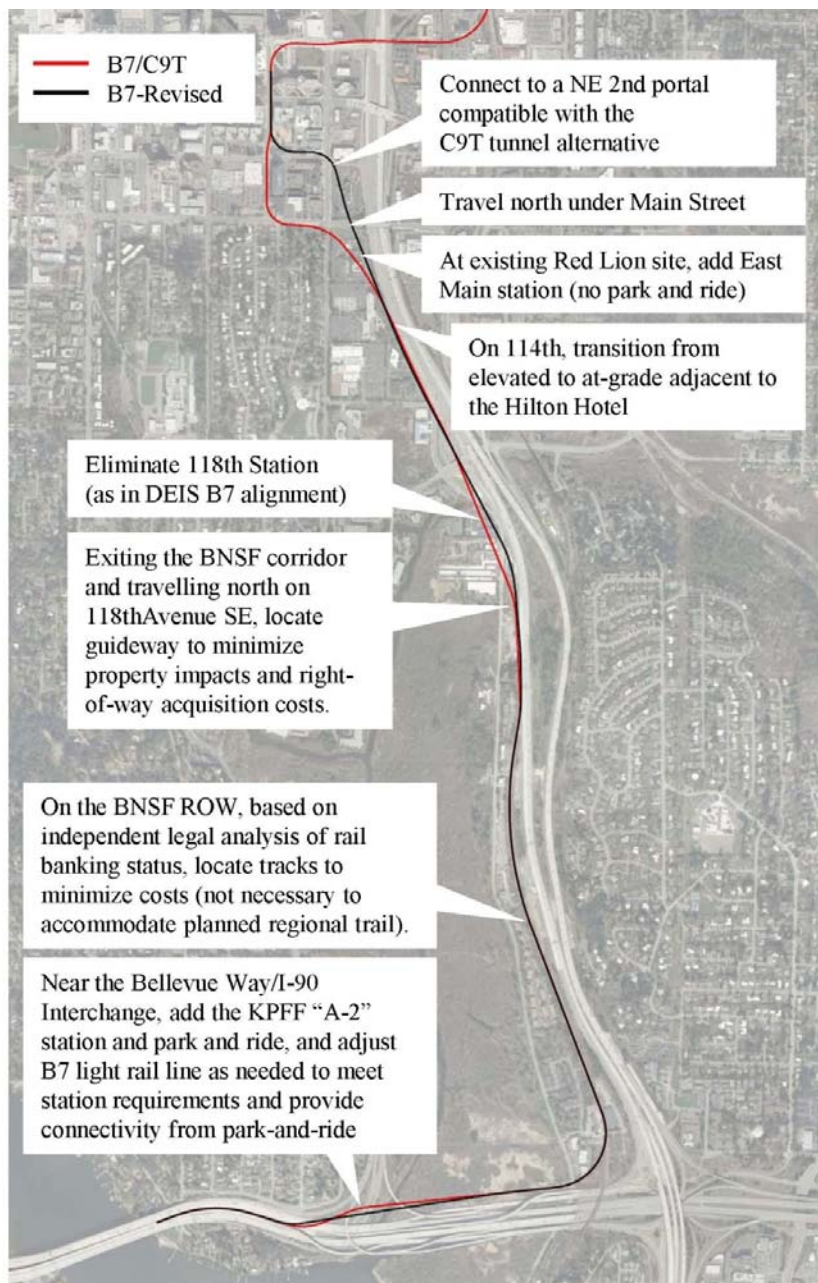 B7/C9T
B7-Revised
Connect to a NE 2nd portal
compatible with the
C9T tunnel alternative
Travel north under Main Street
At existing Red Lion site, add East
Main station (no park and ride)
On 114th, transition from
elevated to at-grade adjacent to
the Hilton Hotel
Eliminate 118th Station
(as in DEIS B7 alignment)
Exiting the BNSF corridor
and travelling north on
118thAvenue SE, locate
guideway to minimize
property impacts and right-
of-way acquisition costs.
On the BNSF ROW, based on
independent legal analysis of rail
banking status, locate tracks to
minimize costs (not necessary to
accommodate planned regional trail).
Near the Bellevue Way/I-90
Interchange, add the KPFF “A-2”
station and park and ride, and adjust
B7 light rail line as needed to meet
station requirements and provide
connectivity from park-and-ride